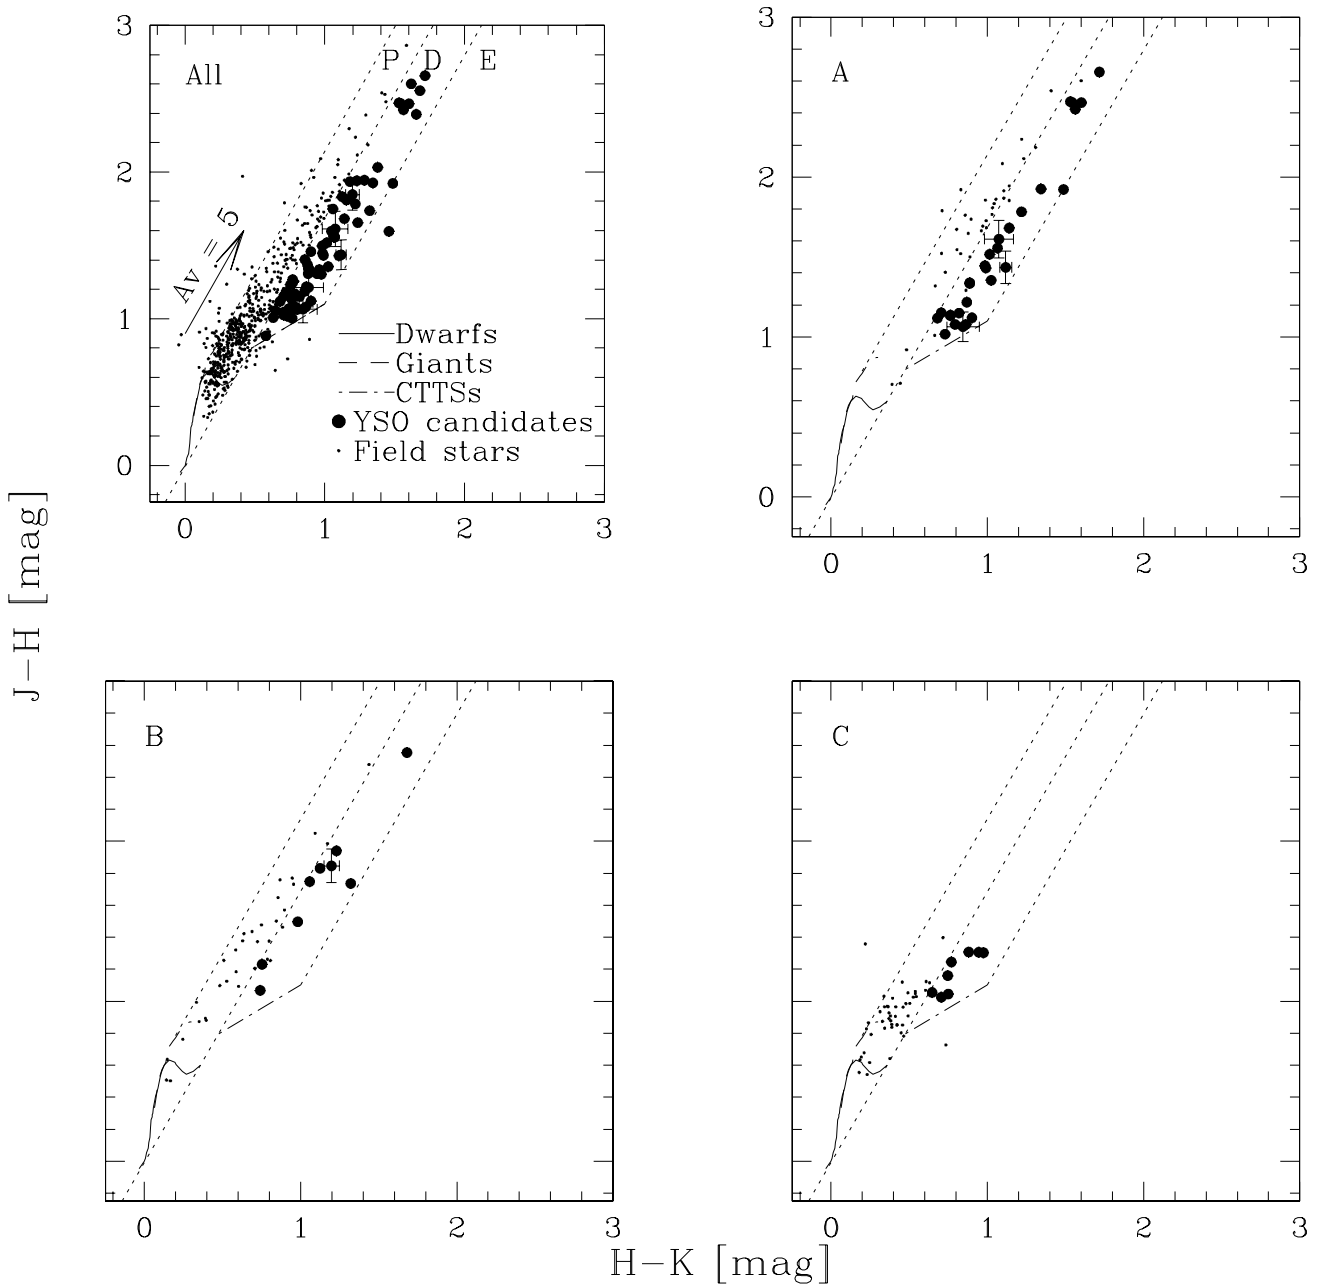 3
All
P D E
2
Av = 5
1
Dwarfs
Giants
CTTSs
YSO candidates
Field stars
0
0 1 2 3
3
A
2
1
0
0 1 2 3
J-H [mag]
B
0 1 2 3
C
0 1 2 3
H-K [mag]